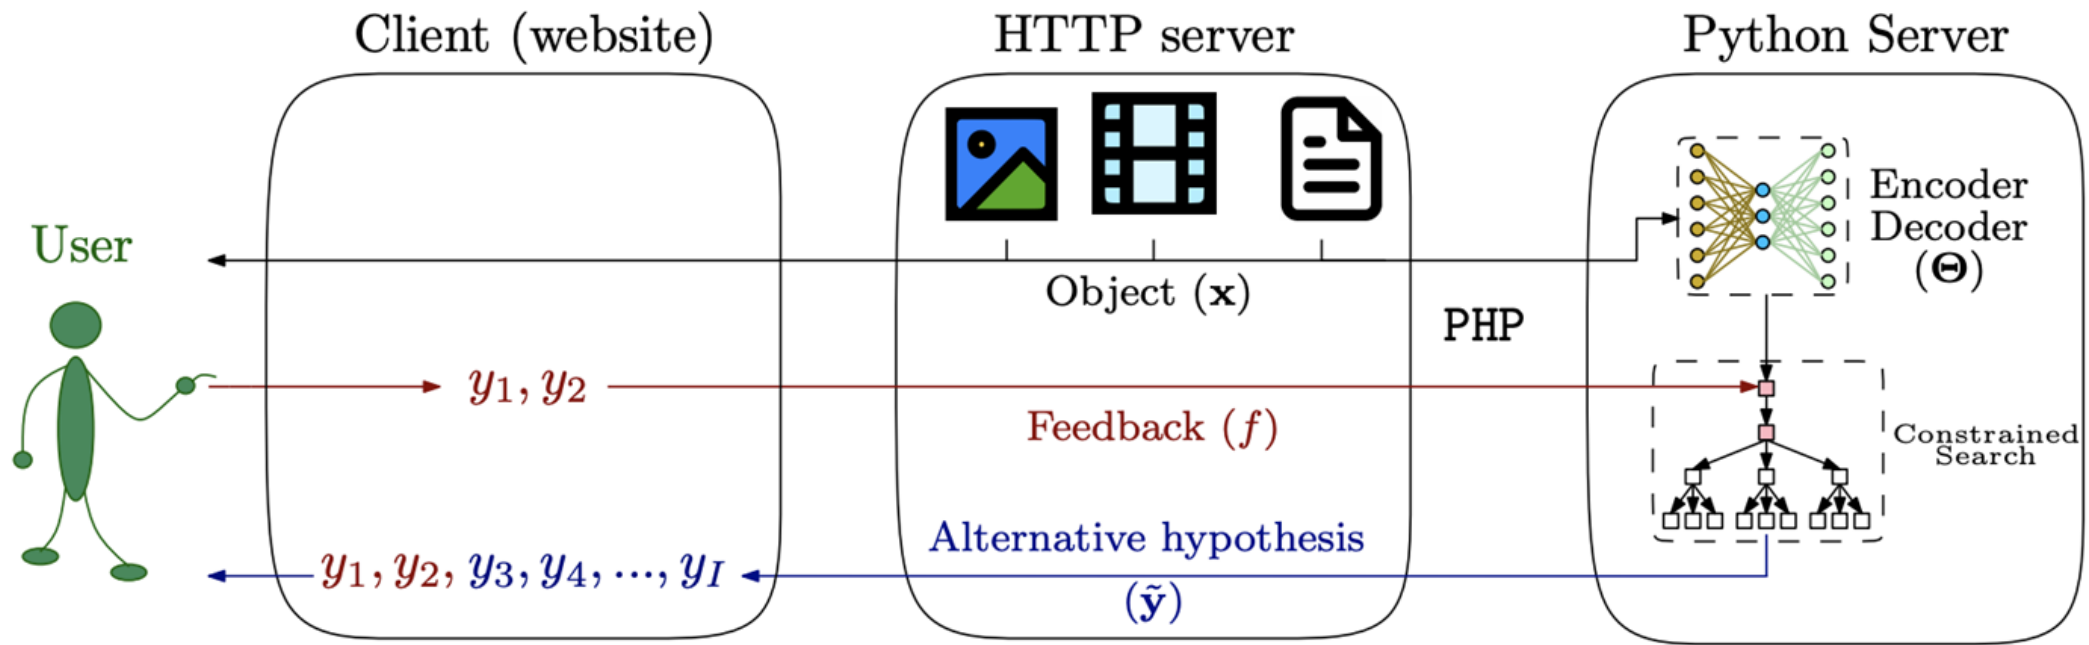 Client (website)
HTTP server
Python Server
User
Encoder
Decoder
(Θ)
Object (x)
PHP
y₁, y₂
Feedback (f)
Constrained
Search
Alternative hypothesis
(ỹ)
y₁, y₂, y₃, y₄, ..., y_I